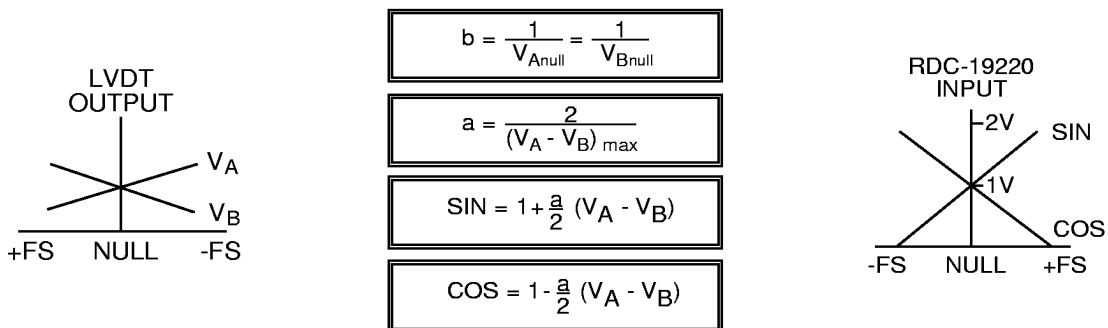 LVDT
OUTPUT
V_A
V_B
+FS NULL -FS
b = 1/V_Anull = 1/V_Bnull
a = 2/(V_A - V_B) max
SIN = 1+ a/2 (V_A - V_B)
COS = 1- a/2 (V_A - V_B)
RDC-19220
INPUT
2V
SIN
1V
COS
-FS NULL +FS